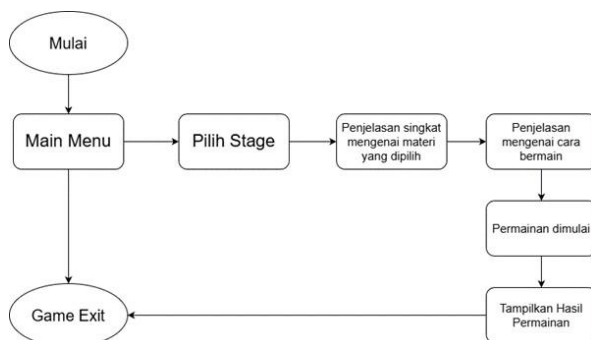 Mulai
Main Menu
Pilih Stage
Penjelasan singkat
mengenai materi
yang dipilih
Penjelasan
mengenai cara
bermain
Permainan dimulai
Tampilkan Hasil
Permainan
Game Exit